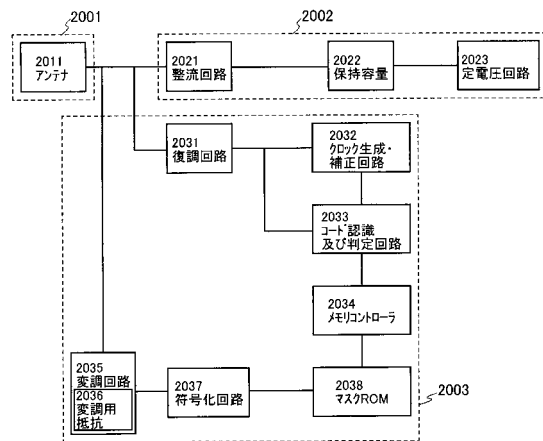 2001
2002
2011
アンテナ
2021
整流回路
2022
保持容量
2023
定電圧回路
2031
復調回路
2032
クロック生成・
補正回路
2033
コード認識
及び判定回路
2034
メモリコントローラ
2035
変調回路
2036
変調用
抵抗
2037
符号化回路
2038
マスクROM
2003